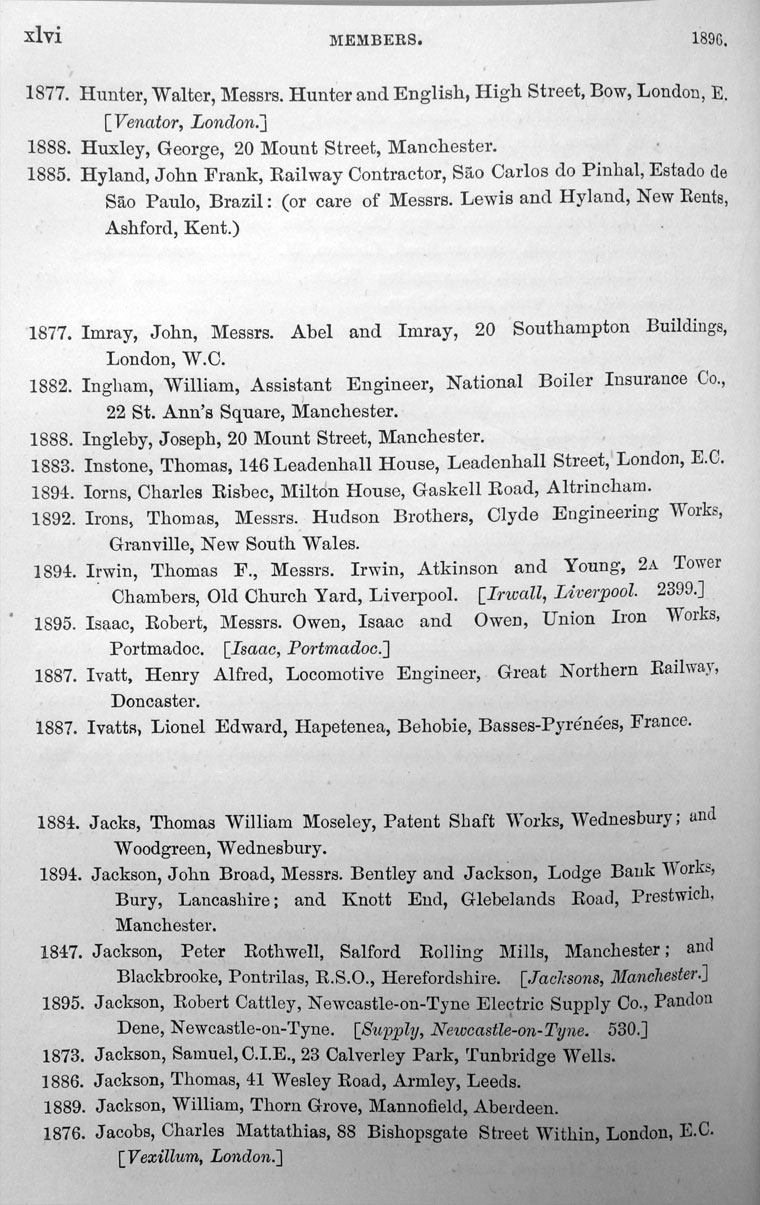 xlvi MEMBERS. 1896.
1877. Hunter, Walter, Messrs. Hunter and English, High Street, Bow, London, E.
[Venator, London.]
1888. Huxley, George, 20 Mount Street, Manchester.
1885. Hyland, John Frank, Railway Contractor, São Carlos do Pinhal, Estado de
São Paulo, Brazil: (or care of Messrs. Lewis and Hyland, New Rents,
Ashford, Kent.)
1877. Imray, John, Messrs. Abel and Imray, 20 Southampton Buildings,
London, W.C.
1882. Ingham, William, Assistant Engineer, National Boiler Insurance Co.,
22 St. Ann's Square, Manchester.
1888. Ingleby, Joseph, 20 Mount Street, Manchester.
1883. Instone, Thomas, 146 Leadenhall House, Leadenhall Street, London, E.C.
1894. Iorns, Charles Risbec, Milton House, Gaskell Road, Altrincham.
1892. Irons, Thomas, Messrs. Hudson Brothers, Clyde Engineering Works,
Granville, New South Wales.
1894. Irwin, Thomas F., Messrs. Irwin, Atkinson and Young, 2A Tower
Chambers, Old Church Yard, Liverpool. [Irwall, Liverpool. 2399.]
1895. Isaac, Robert, Messrs. Owen, Isaac and Owen, Union Iron Works,
Portmadoc. [Isaac, Portmadoc.]
1887. Ivatt, Henry Alfred, Locomotive Engineer, Great Northern Railway,
Doncaster.
1887. Ivatts, Lionel Edward, Hapetenea, Behobie, Basses-Pyrénées, France.
1884. Jacks, Thomas William Moseley, Patent Shaft Works, Wednesbury; and
Woodgreen, Wednesbury.
1894. Jackson, John Broad, Messrs. Bentley and Jackson, Lodge Bank Works,
Bury, Lancashire; and Knott End, Glebelands Road, Prestwich,
Manchester.
1847. Jackson, Peter Rothwell, Salford Rolling Mills, Manchester; and
Blackbrooke, Pontrilas, R.S.O., Herefordshire. [Jacksons, Manchester.]
1895. Jackson, Robert Cattley, Newcastle-on-Tyne Electric Supply Co., Pandon
Dene, Newcastle-on-Tyne. [Supply, Newcastle-on-Tyne. 530.]
1873. Jackson, Samuel, C.I.E., 23 Calverley Park, Tunbridge Wells.
1886. Jackson, Thomas, 41 Wesley Road, Armley, Leeds.
1889. Jackson, William, Thorn Grove, Mannofield, Aberdeen.
1876. Jacobs, Charles Mattathias, 88 Bishopsgate Street Within, London, E.C.
[Vexillum, London.]